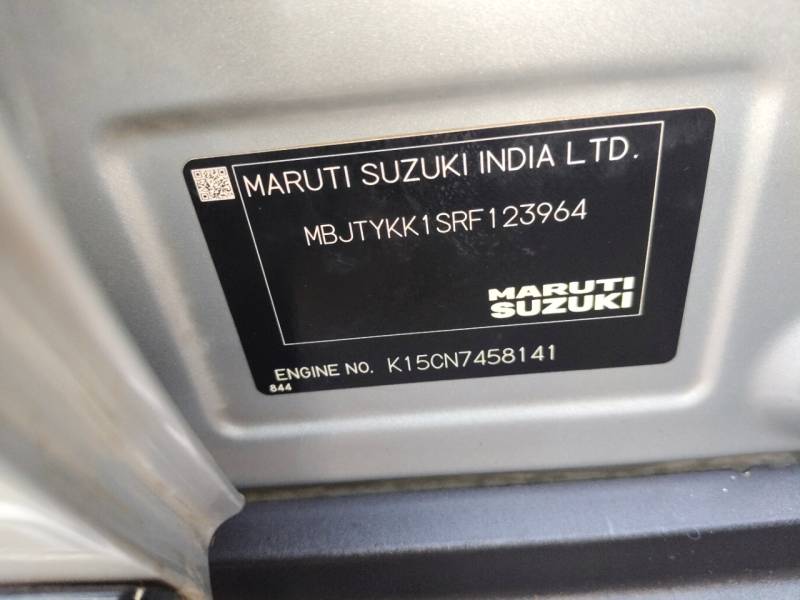 MARUTI SUZUKI INDIA LTD.
MBJTYKK1SRF123964
MARUTI
SUZUKI
ENGINE NO. K15CN7458141
844